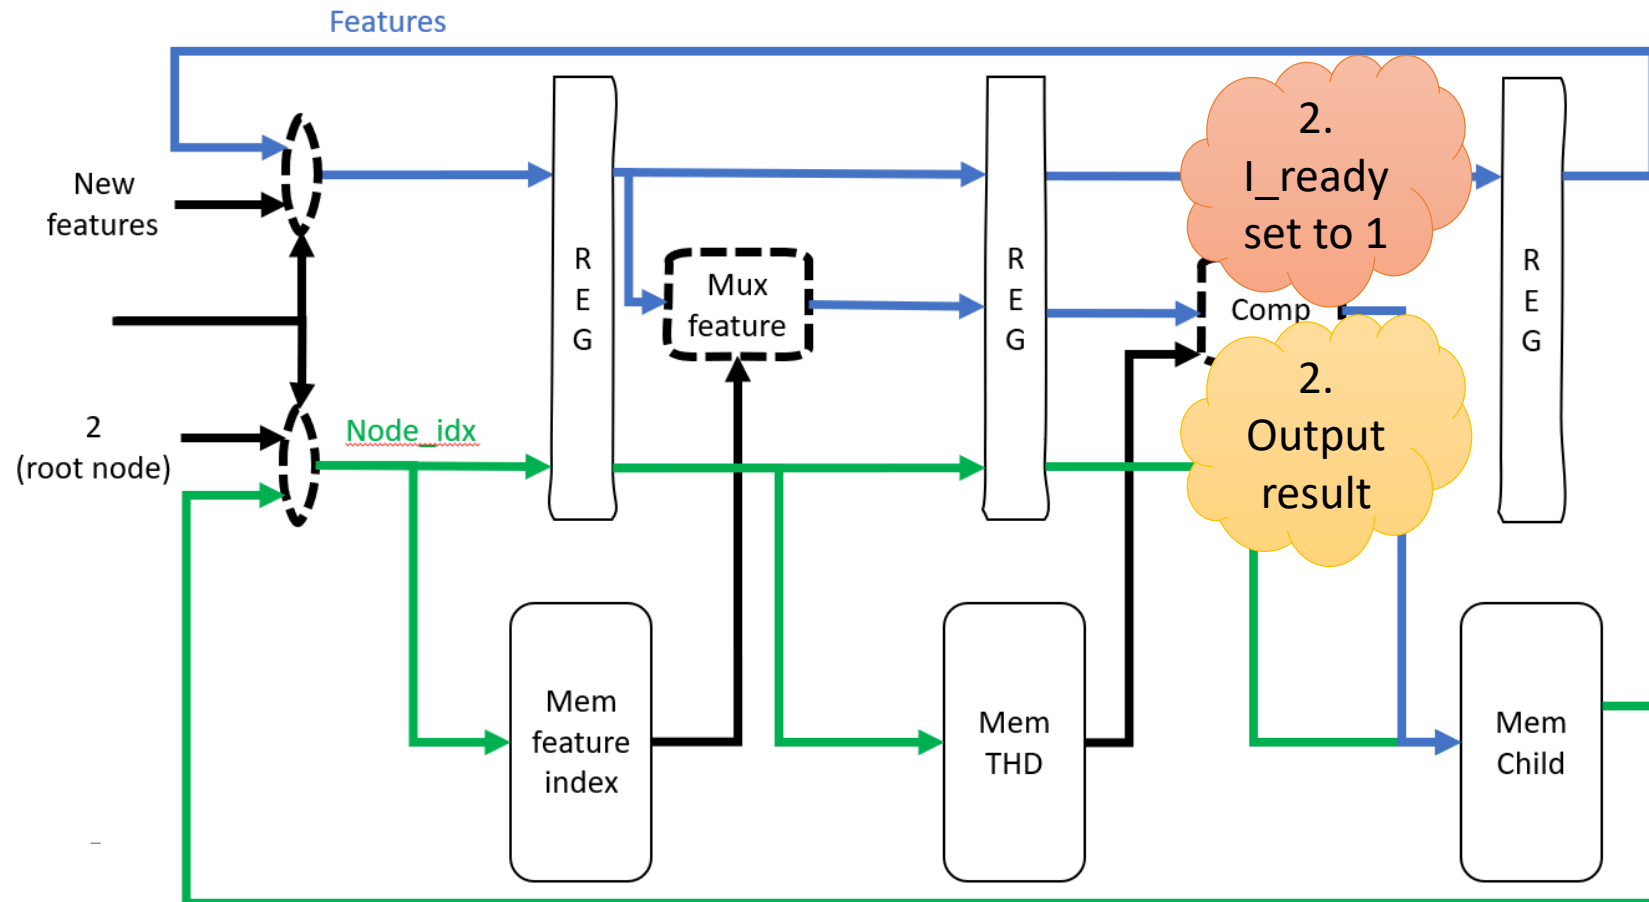 Features
New
features
2
(root node)
Node_idx
R
E
G
Mux
feature
R
E
G
2.
I_ready
set to 1
Comp
2.
Output
result
R
E
G
Mem
feature
index
Mem
THD
Mem
Child